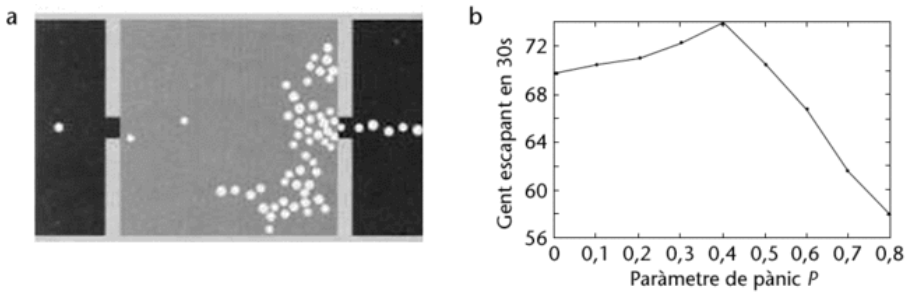 a
b
Gent escapant en 30s
72
68
64
60
56
0 0,1 0,2 0,3 0,4 0,5 0,6 0,7 0,8
Paràmetre de pànic P